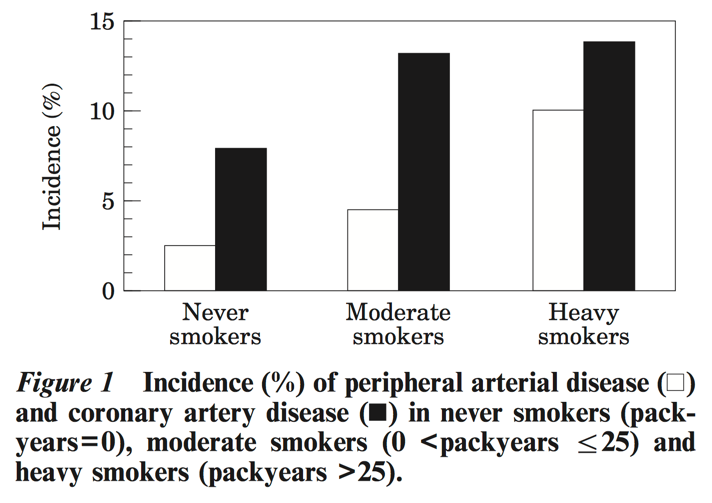 15
10
5
0
Incidence (%)
Never
smokers
Moderate
smokers
Heavy
smokers
Figure 1 Incidence (%) of peripheral arterial disease (□)
and coronary artery disease (■) in never smokers (pack-
years=0), moderate smokers (0 <packyears ≤25) and
heavy smokers (packyears >25).